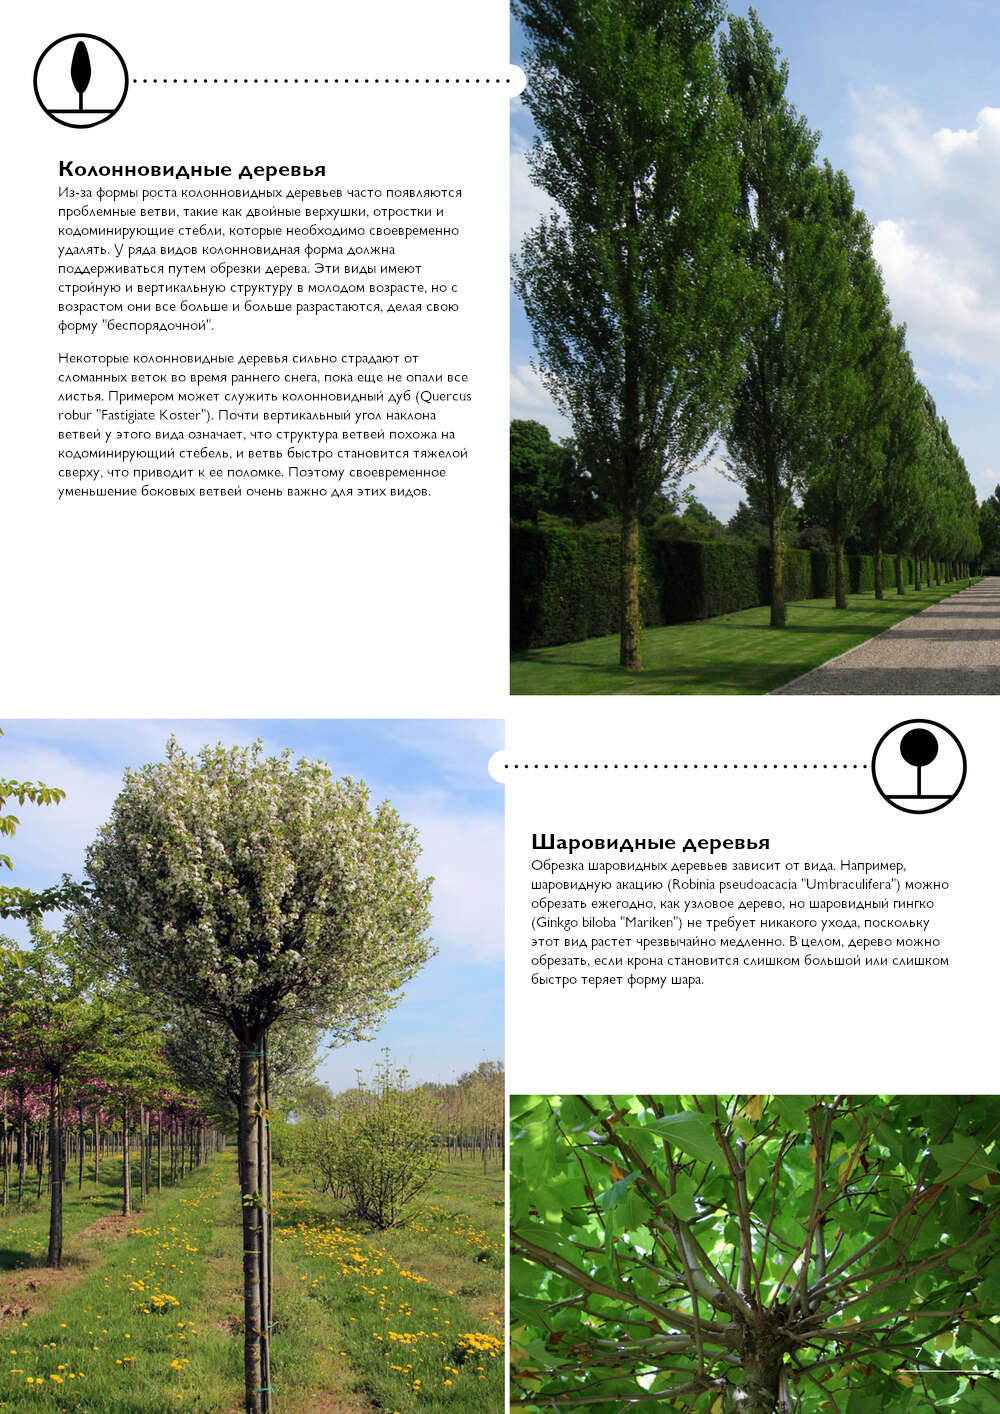 Колонновидные деревья
Из-за формы роста колонновидных деревьев часто появляются
проблемные ветви, такие как двойные верхушки, отростки и
кодоминирующие стебли, которые необходимо своевременно
удалять. У ряда видов колонновидная форма должна
поддерживаться путем обрезки дерева. Эти виды имеют
стройную и вертикальную структуру в молодом возрасте, но с
возрастом они все больше и больше разрастаются, делая свою
форму "беспорядочной".
Некоторые колонновидные деревья сильно страдают от
сломанных веток во время раннего снега, пока еще не опали все
листья. Примером может служить колонновидный дуб (Quercus
robur "Fastigiate Koster"). Почти вертикальный угол наклона
ветвей у этого вида означает, что структура ветвей похожа на
кодоминирующий стебель, и ветвь быстро становится тяжелой
сверху, что приводит к ее поломке. Поэтому своевременное
уменьшение боковых ветвей очень важно для этих видов.
Шаровидные деревья
Обрезка шаровидных деревьев зависит от вида. Например,
шаровидную акацию (Robinia pseudoacacia "Umbraculifera") можно
обрезать ежегодно, как узловое дерево, но шаровидный гингко
(Ginkgo biloba "Mariken") не требует никакого ухода, поскольку
этот вид растет чрезвычайно медленно. В целом, дерево можно
обрезать, если крона становится слишком большой или слишком
быстро теряет форму шара.
7